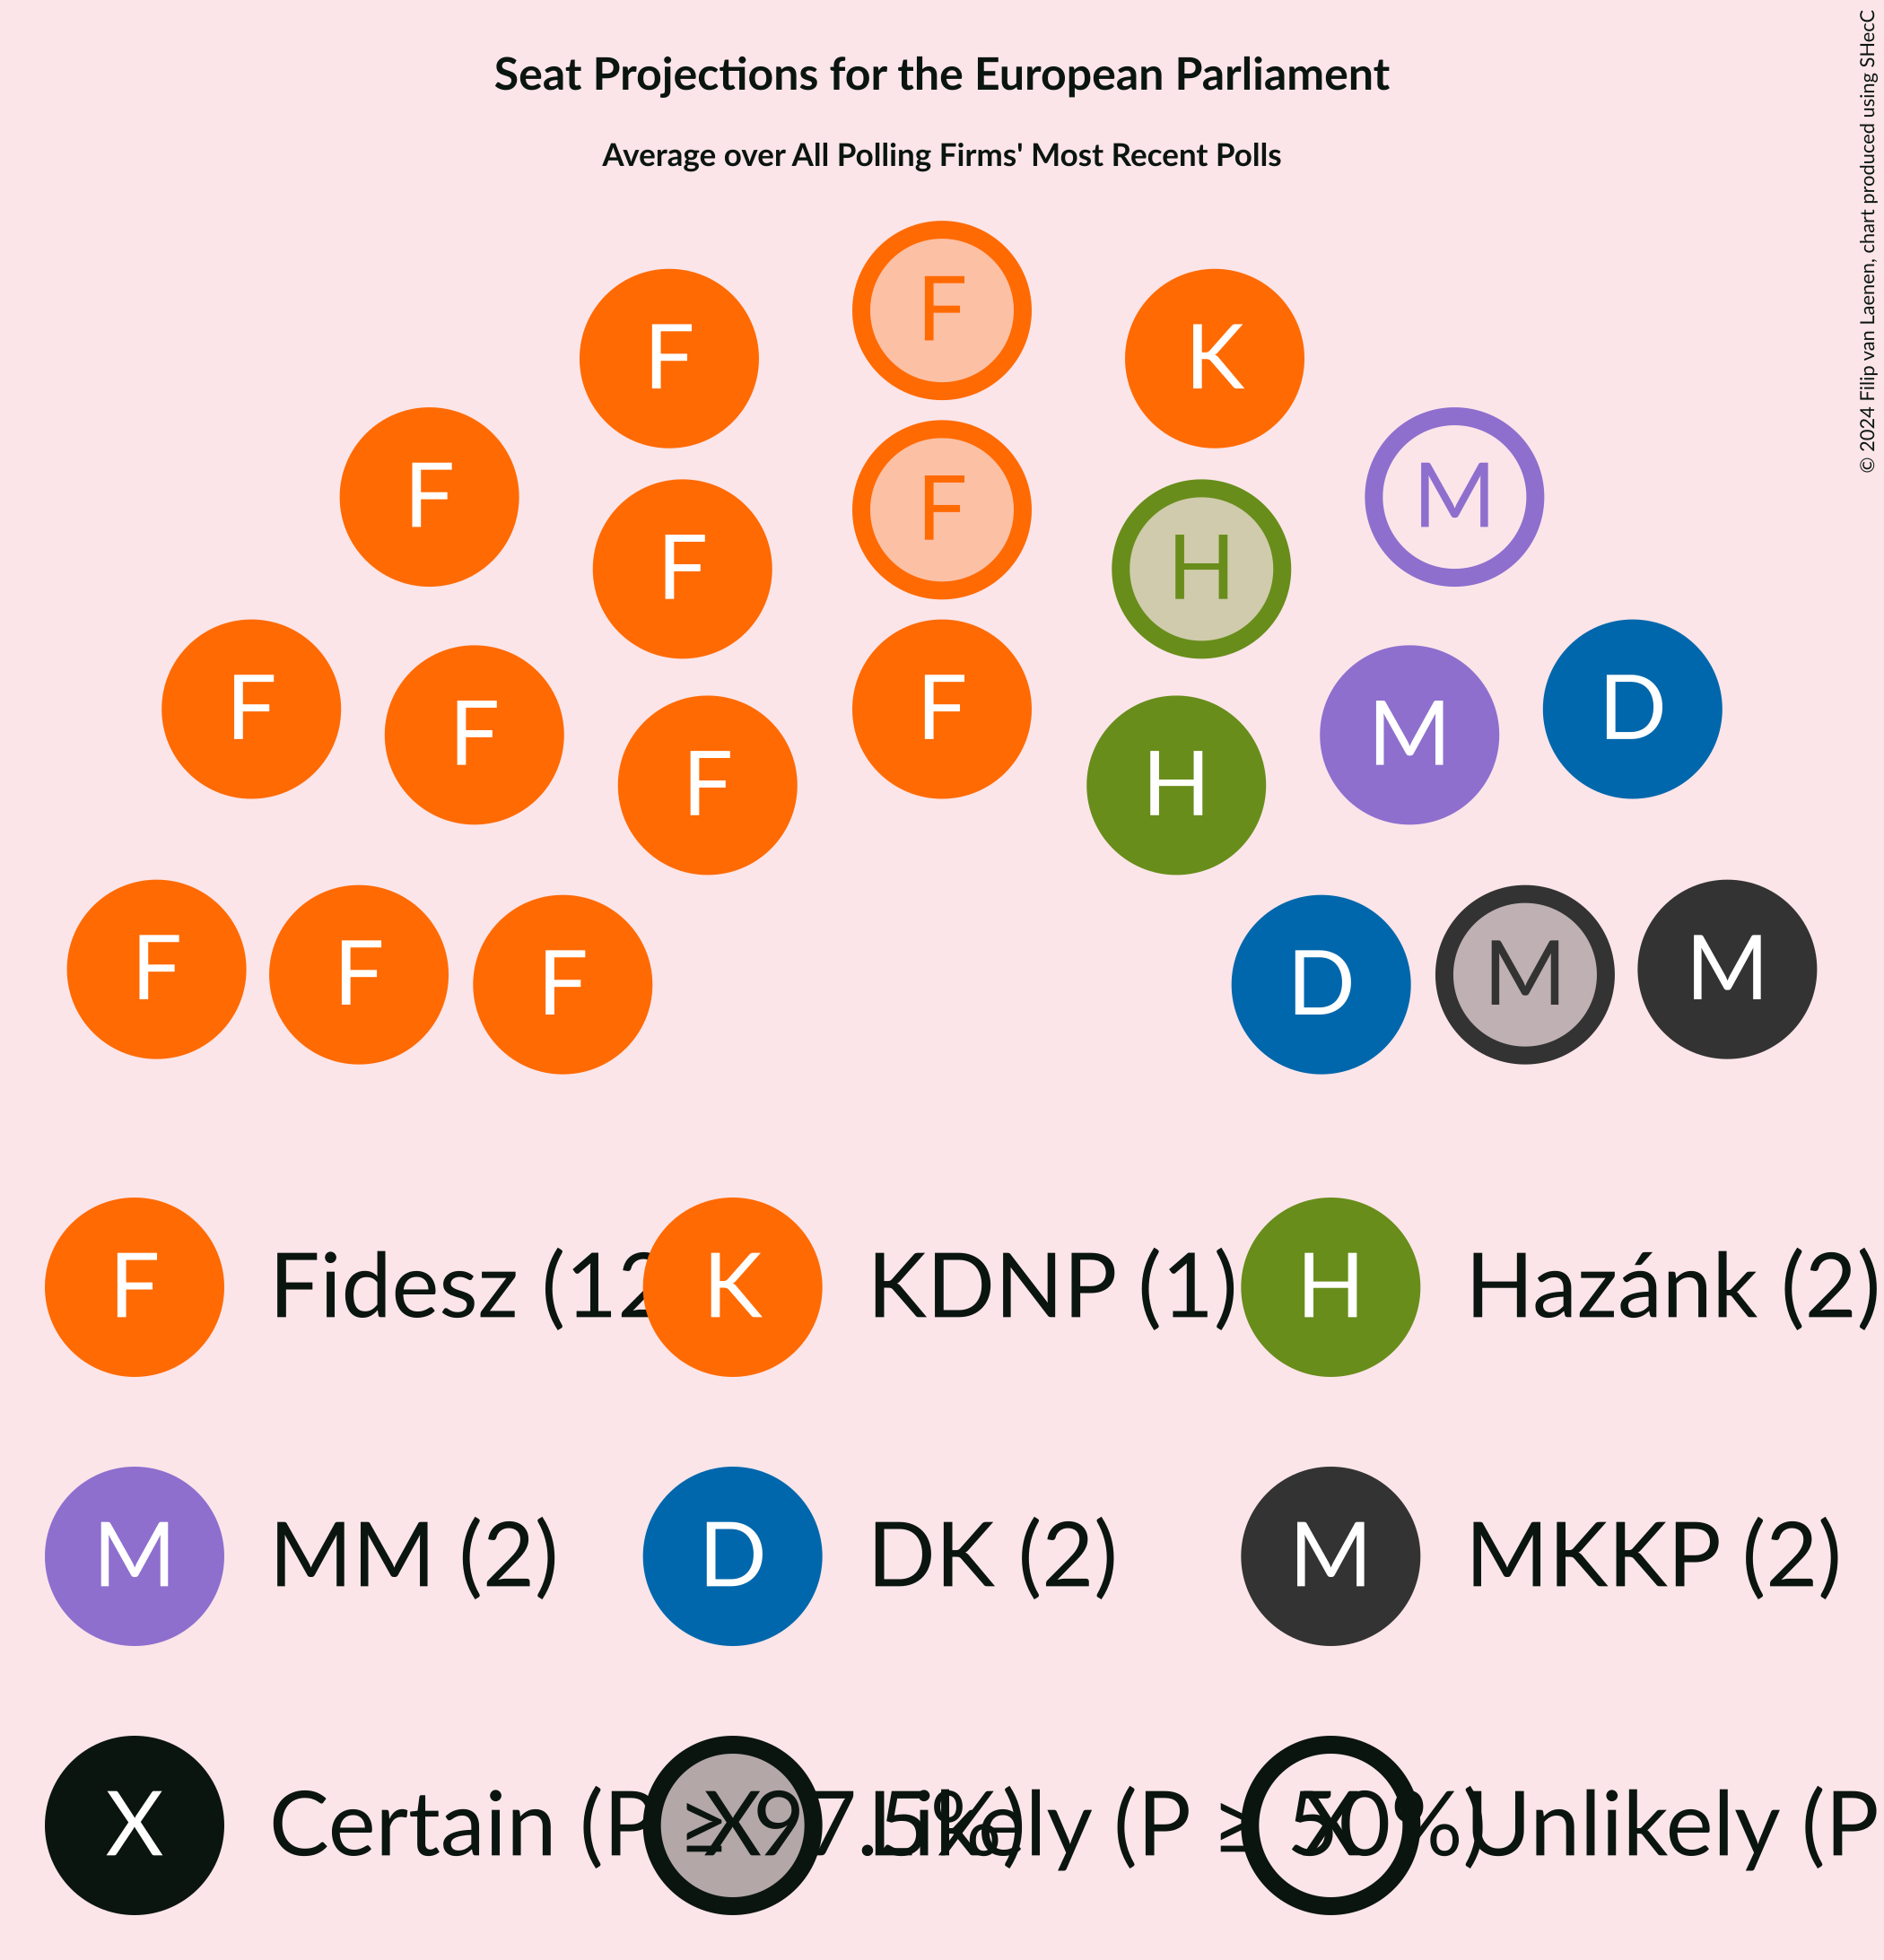 Seat Projections for the European Parliament
Average over All Polling Firms' Most Recent Polls
© 2024 Filip van Laenen, chart produced using SHecC
F
F K
F M
F
F H
F D
F M
F
F H
F M M
F F D
F Fidesz (12 K KDNP (1) H Hazánk (2)
M MM (2) D DK (2) M MKKP (2)
X Certain (P ≥ 97.5%) X Likely (P ≥ 50%) X Unlikely (P